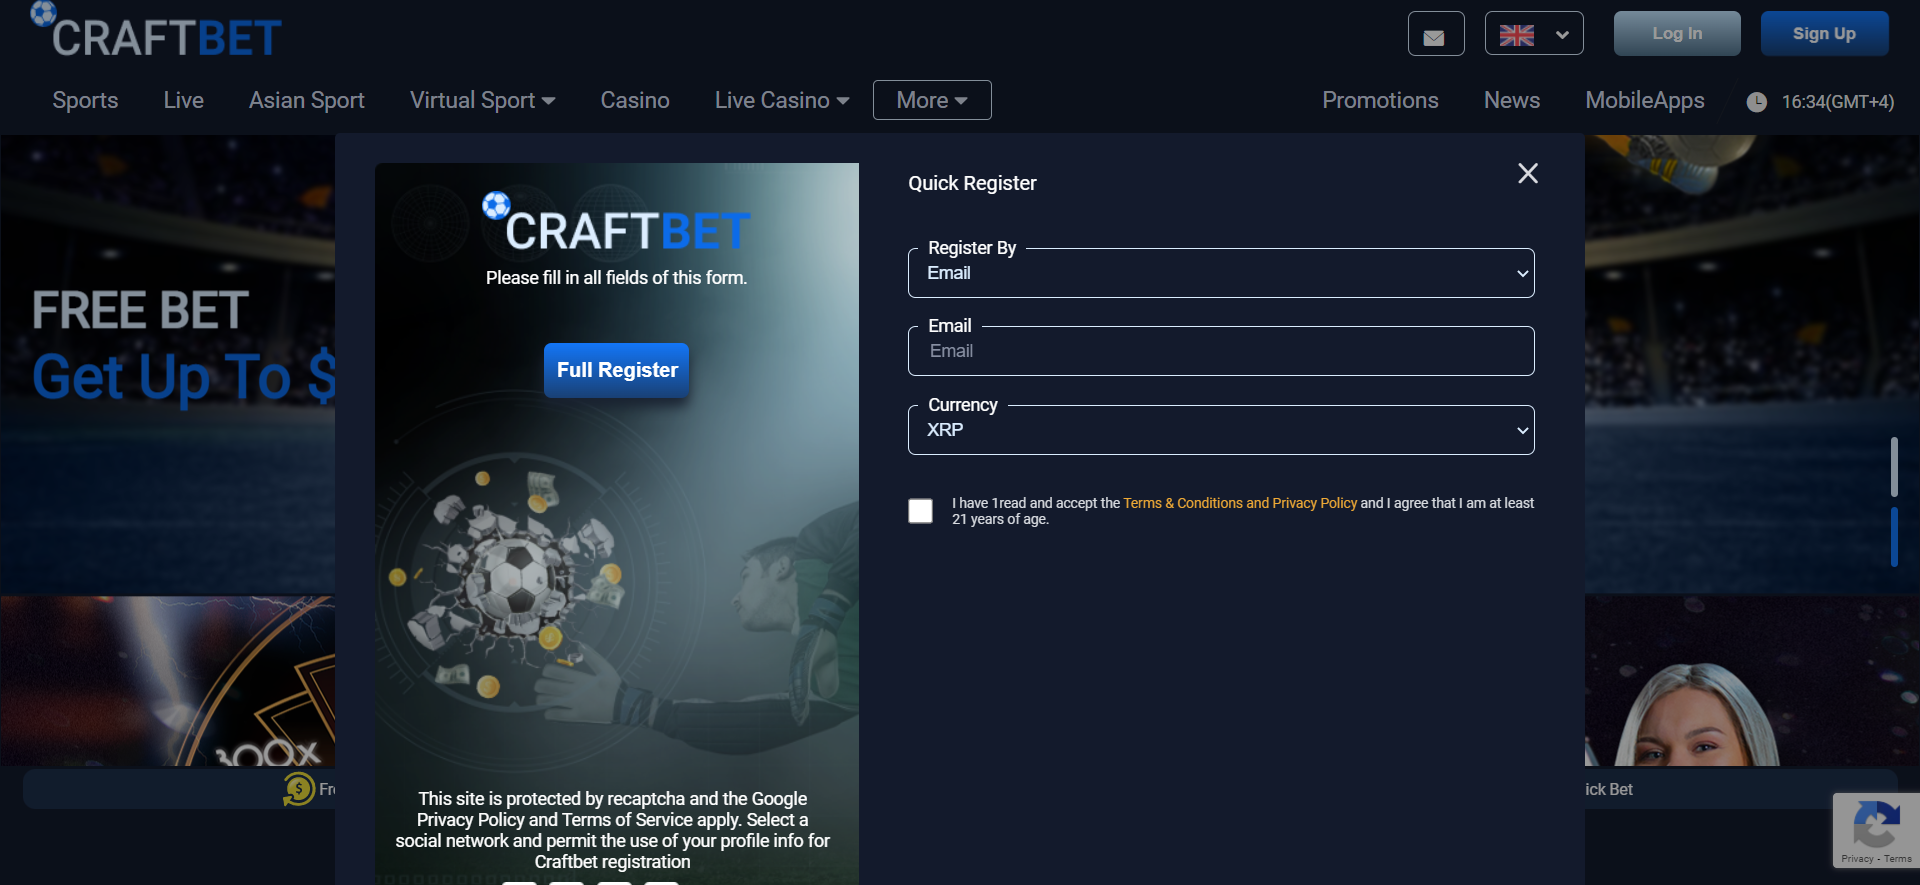 CRAFTBET
Log In
Sign Up
Sports
Live
Asian Sport
Virtual Sport
Casino
Live Casino
More
Promotions
News
MobileApps
16:34(GMT+4)
FREE BET
Get Up To $
300x
Fr
ick Bet
CRAFTBET
Please fill in all fields of this form.
Full Register
This site is protected by recaptcha and the Google
Privacy Policy and Terms of Service apply. Select a
social network and permit the use of your profile info for
Craftbet registration
Quick Register
Register By
Email
Email
Email
Currency
XRP
I have 1read and accept the Terms & Conditions and Privacy Policy and I agree that I am at least
21 years of age.
Privacy - Terms